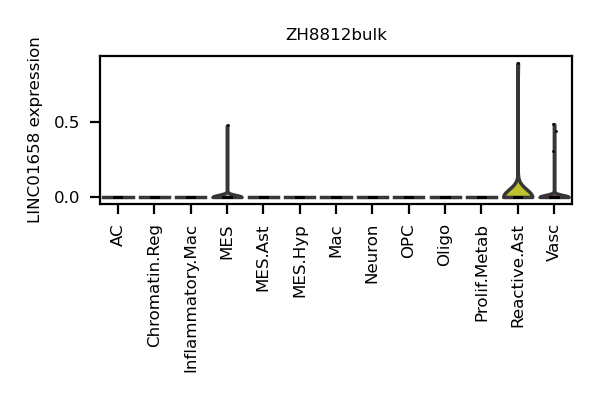 ZH8812bulk
LINC01658 expression
0.5
0.0
AC
Chromatin.Reg
Inflammatory.Mac
MES
MES.Ast
MES.Hyp
Mac
Neuron
OPC
Oligo
Prolif.Metab
Reactive.Ast
Vasc